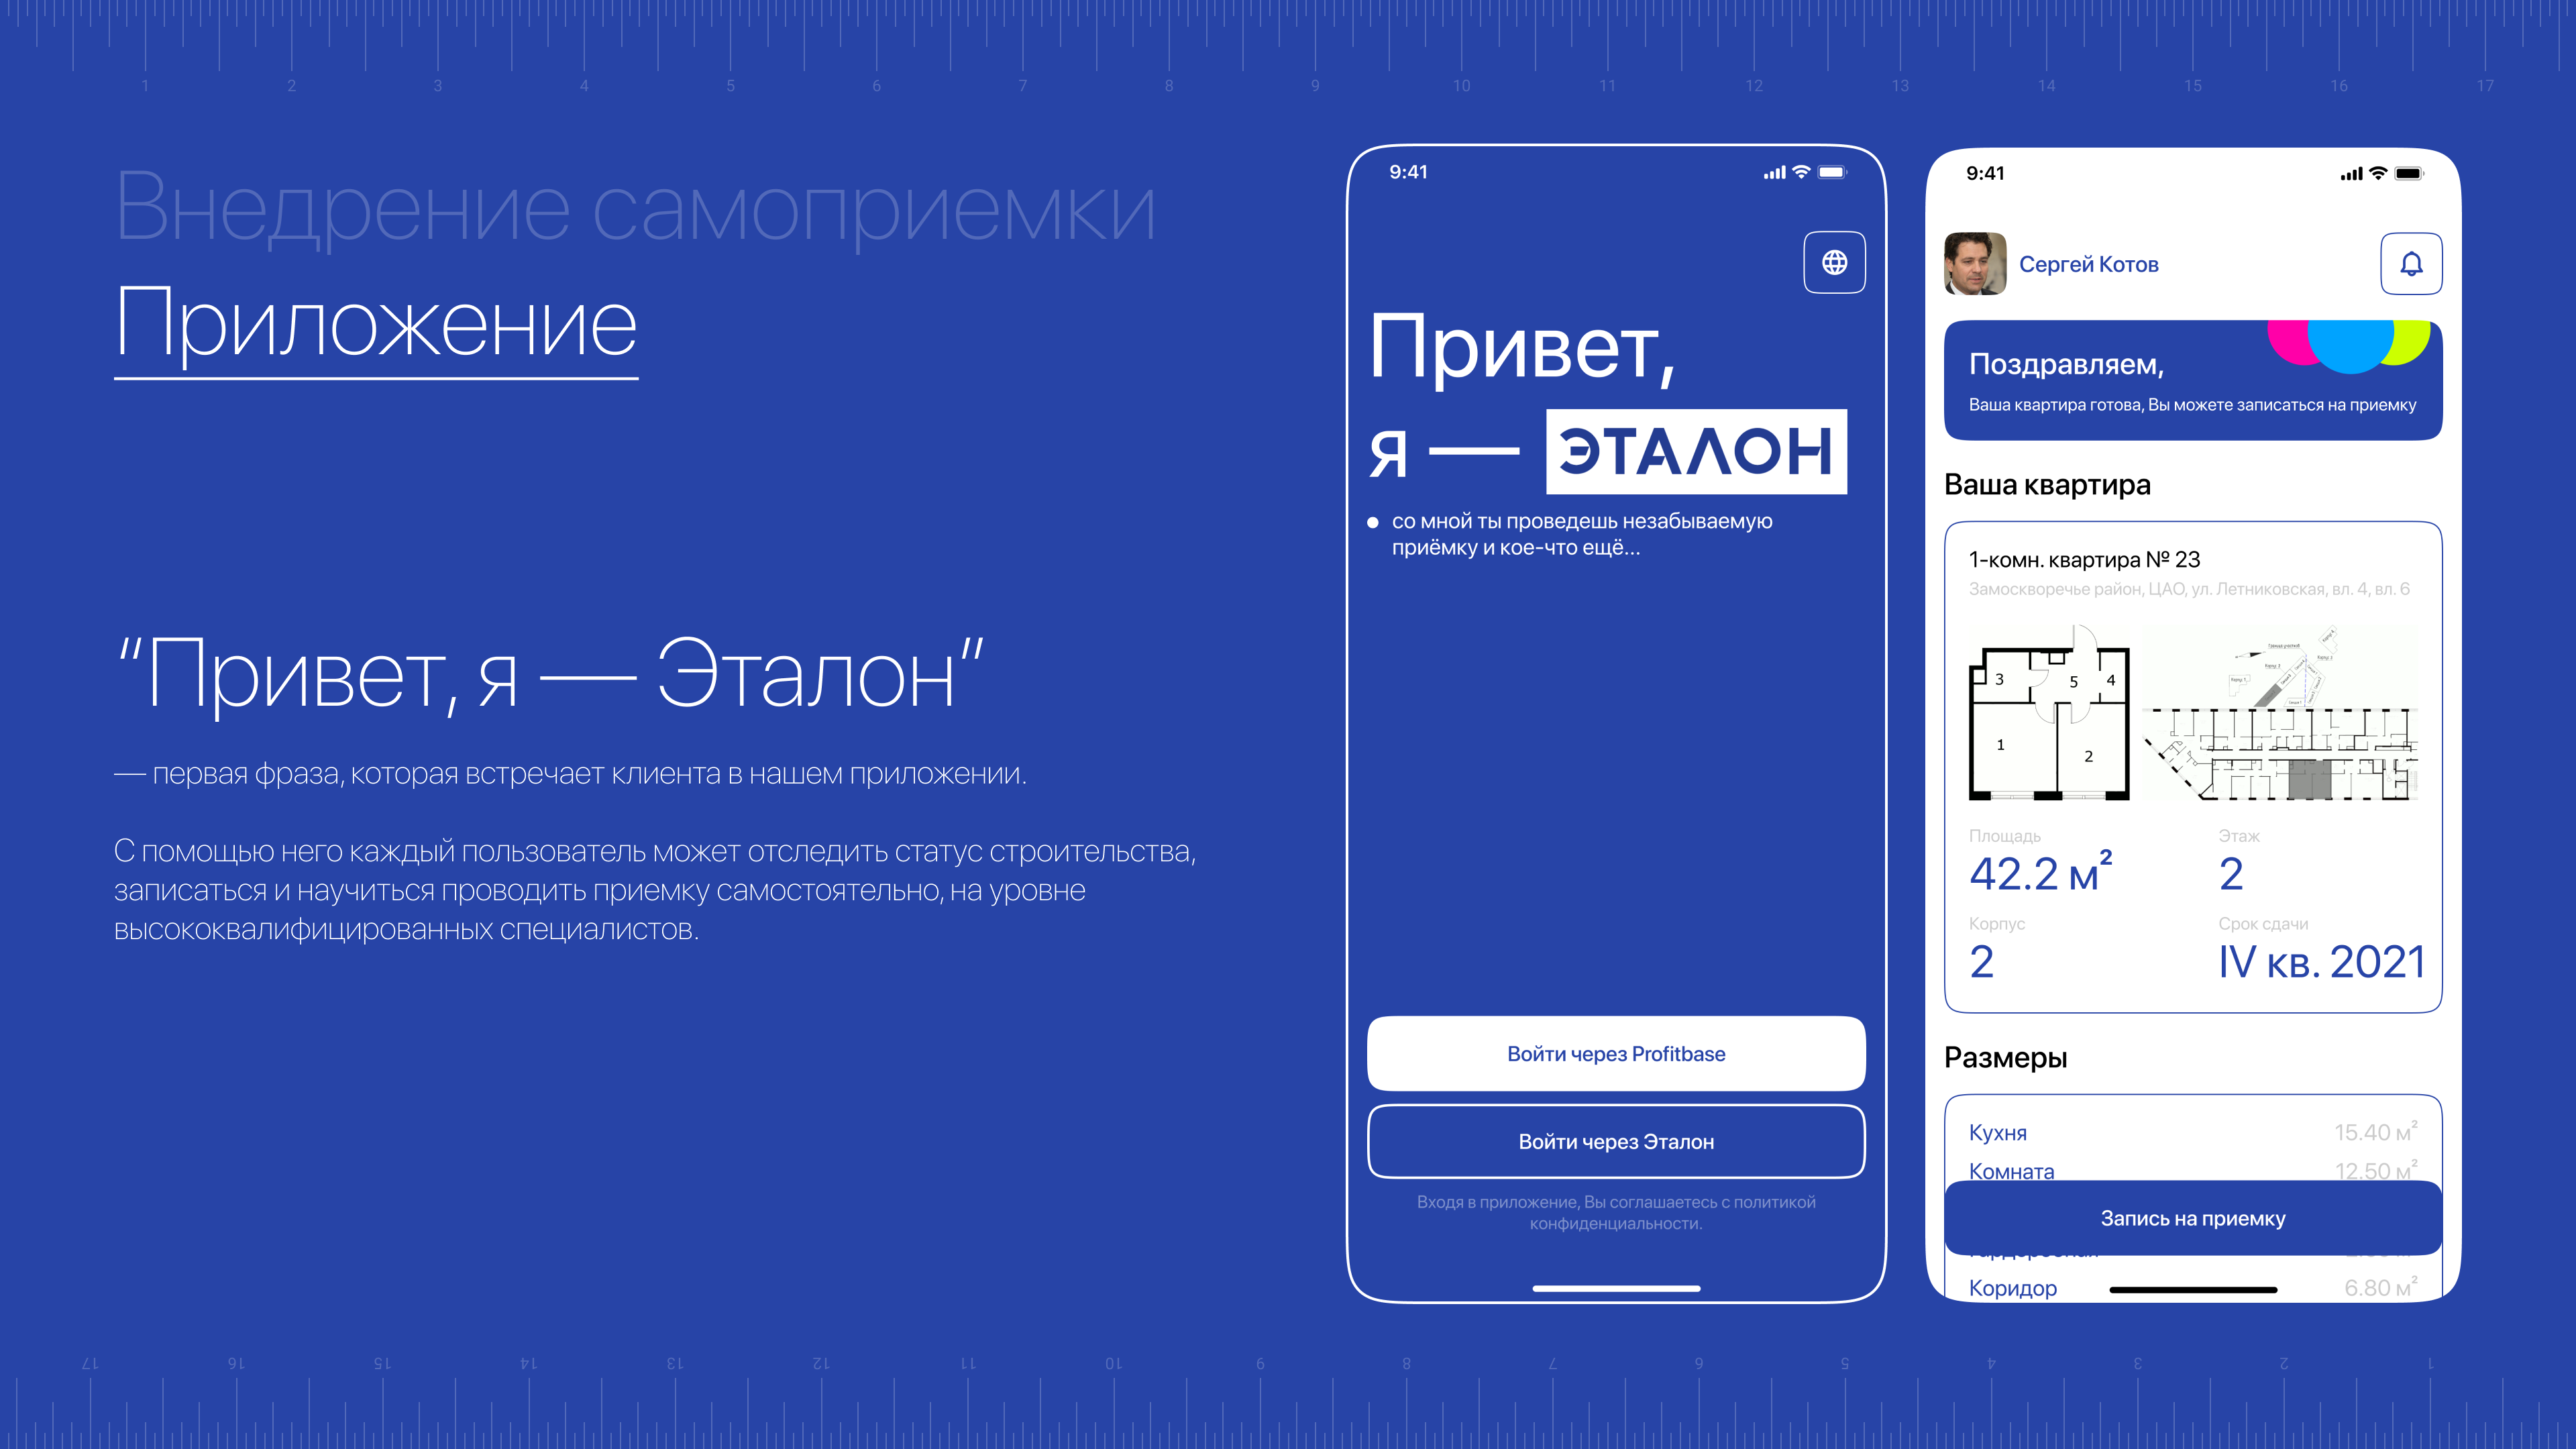 1 2 3 4 5 6 7 8 9 10 11 12 13 14 15 16 17
Внедрение самоприемки
Приложение
“Привет, я — Эталон”
— первая фраза, которая встречает клиента в нашем приложении.
С помощью него каждый пользователь может отследить статус строительства,
записаться и научиться проводить приемку самостоятельно, на уровне
высококвалифицированных специалистов.
9:41
Привет,
я — ЭТАЛОН
со мной ты проведешь незабываемую
приёмку и кое-что ещё...
Войти через Profitbase
Войти через Эталон
Входя в приложение, Вы соглашаетесь с политикой
конфиденциальности.
9:41
Сергей Котов
Поздравляем,
Ваша квартира готова, Вы можете записаться на приемку
Ваша квартира
1-комн. квартира № 23
Замоскворечье район, ЦАО, ул. Летниковская, вл. 4, вл. 6
3 5 4
1 2
Площадь Этаж
42.2 м² 2
Корпус Срок сдачи
2 IV кв. 2021
Размеры
Кухня 15.40 м²
Комната 12.50 м²
Запись на приемку
Коридор 6.80 м²
17 16 15 14 13 12 11 10 9 8 7 6 5 4 3 2 1